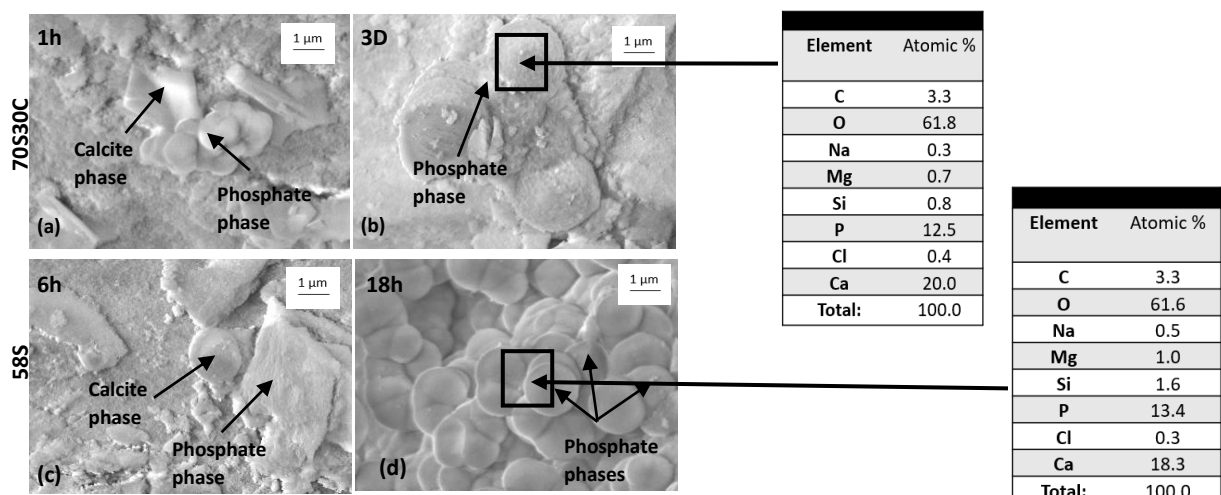 70S30C
1h
1 µm
Calcite
phase
Phosphate
phase
(a)
3D
1 µm
Phosphate
phase
(b)
Element Atomic %
C 3.3
O 61.8
Na 0.3
Mg 0.7
Si 0.8
P 12.5
Cl 0.4
Ca 20.0
Total: 100.0
58S
6h
1 µm
Calcite
phase
Phosphate
phase
(c)
18h
1 µm
Phosphate
phases
(d)
Element Atomic %
C 3.3
O 61.6
Na 0.5
Mg 1.0
Si 1.6
P 13.4
Cl 0.3
Ca 18.3
Total: 100.0